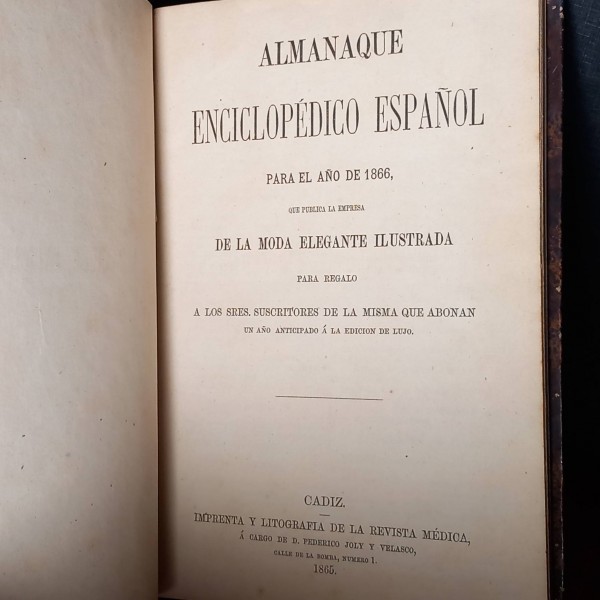 ALMANAQUE
ENCICLOPÉDICO ESPAÑOL
PARA EL AÑO DE 1866,
QUE PUBLICA LA EMPRESA
DE LA MODA ELEGANTE ILUSTRADA
PARA REGALO
A LOS SRES. SUSCRITORES DE LA MISMA QUE ABONAN
UN AÑO ANTICIPADO Á LA EDICION DE LUJO.
CADIZ.
IMPRENTA Y LITOGRAFIA DE LA REVISTA MÉDICA,
Á CARGO DE D. FEDERICO JOLY Y VELASCO,
CALLE DE LA BOMBA, NUMERO 1.
1865.